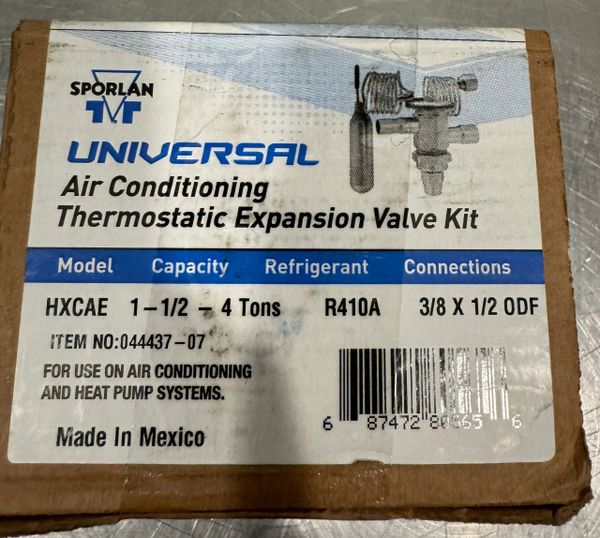 SPORLAN
UNIVERSAL
Air Conditioning
Thermostatic Expansion Valve Kit
Model Capacity Refrigerant Connections
HXCAE 1-1/2 - 4 Tons R410A 3/8 X 1/2 ODF
ITEM NO:044437-07
FOR USE ON AIR CONDITIONING
AND HEAT PUMP SYSTEMS.
Made In Mexico
6 87472 6